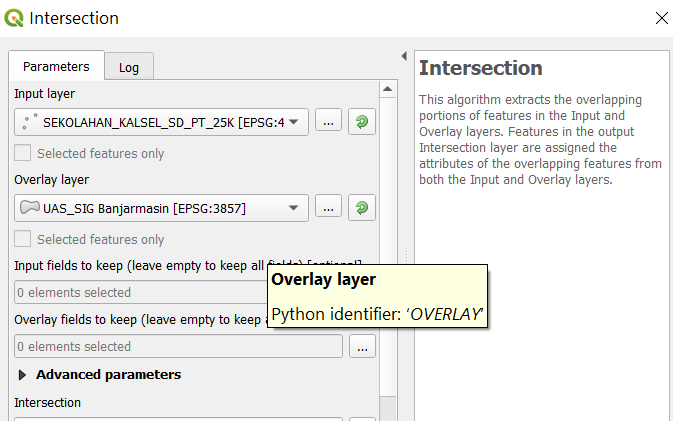 Intersection
Parameters
Log
Input layer
SEKOLAHAN_KALSEL_SD_PT_25K [EPSG:4
...
Selected features only
Overlay layer
UAS_SIG Banjarmasin [EPSG:3857]
...
Selected features only
Input fields to keep (leave empty to keep all fields) [optional]
0 elements selected
Overlay fields to keep (leave empty to keep
0 elements selected
...
Advanced parameters
Intersection
Overlay layer
Python identifier: 'OVERLAY'
Intersection
This algorithm extracts the overlapping
portions of features in the Input and
Overlay layers. Features in the output
Intersection layer are assigned the
attributes of the overlapping features from
both the Input and Overlay layers.